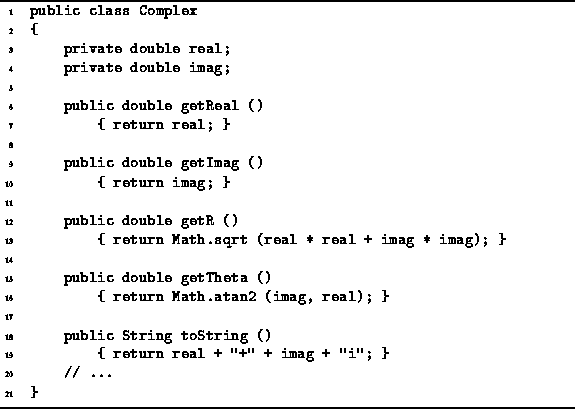 1 public class Complex
2 {
3     private double real;
4     private double imag;
5
6     public double getReal ()
7         { return real; }
8
9     public double getImag ()
10         { return imag; }
11
12     public double getR ()
13         { return Math.sqrt (real * real + imag * imag); }
14
15     public double getTheta ()
16         { return Math.atan2 (imag, real); }
17
18     public String toString ()
19         { return real + "+" + imag + "i"; }
20     // ...
21 }